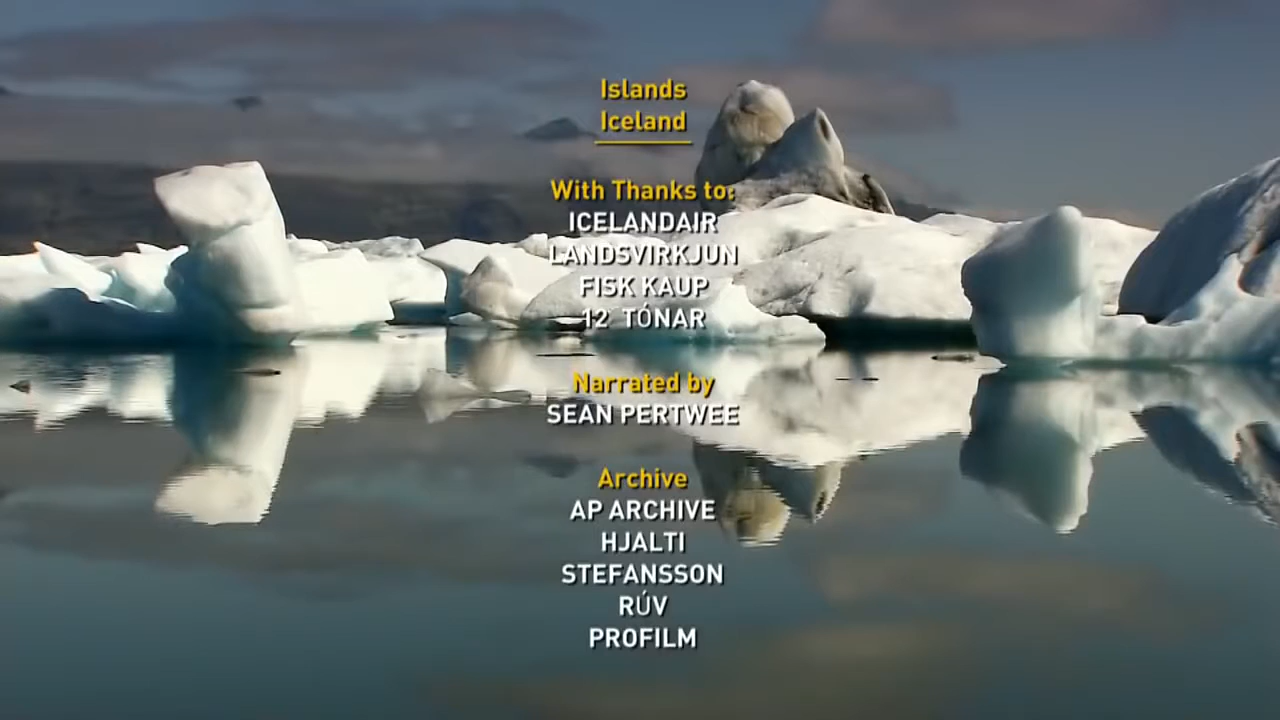 Islands
Iceland
With Thanks to:
ICELANDAIR
LANDSVIRKJUN
FISK KAUP
12 TÓNAR
Narrated by
SEAN PERTWEE
Archive
AP ARCHIVE
HJALTI
STEFANSSON
RÚV
PROFILM